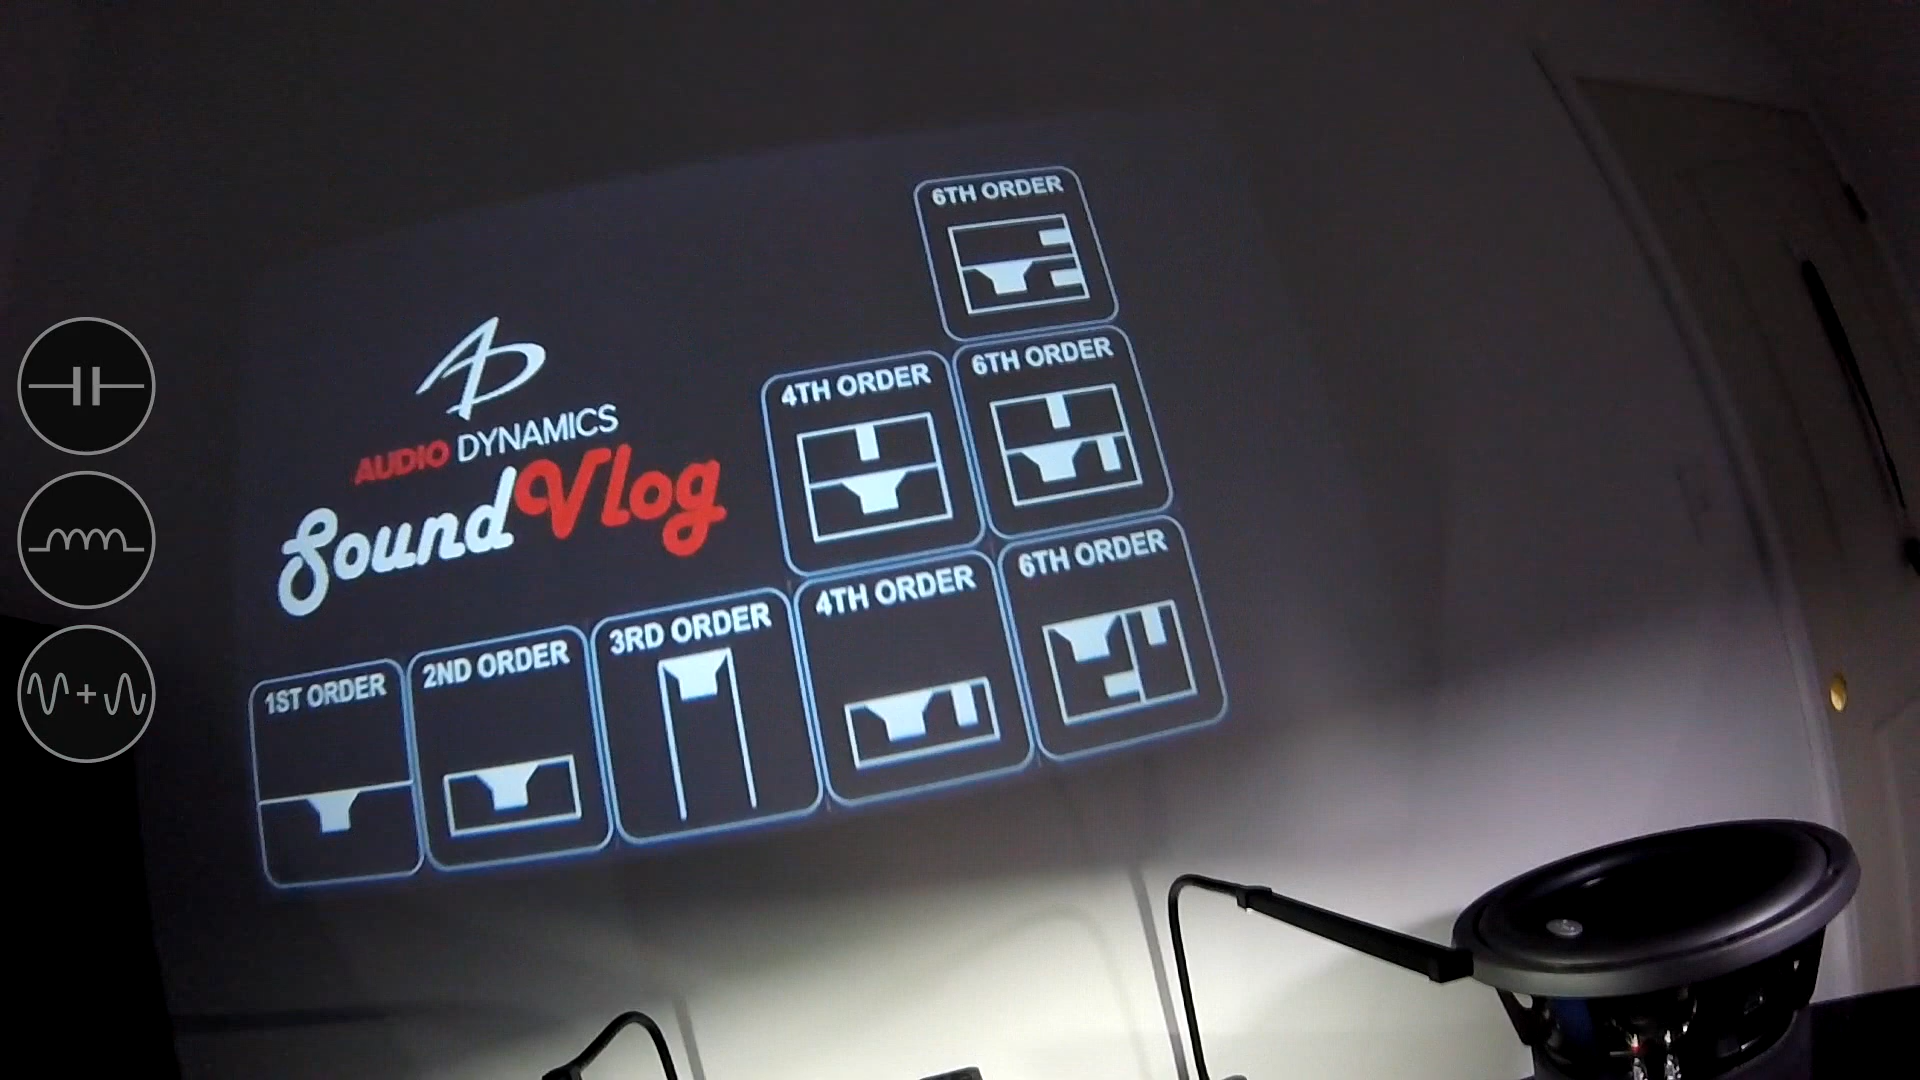 6TH ORDER
4TH ORDER
6TH ORDER
AD
AUDIO DYNAMICS
SoundVlog
1ST ORDER
2ND ORDER
3RD ORDER
4TH ORDER
6TH ORDER